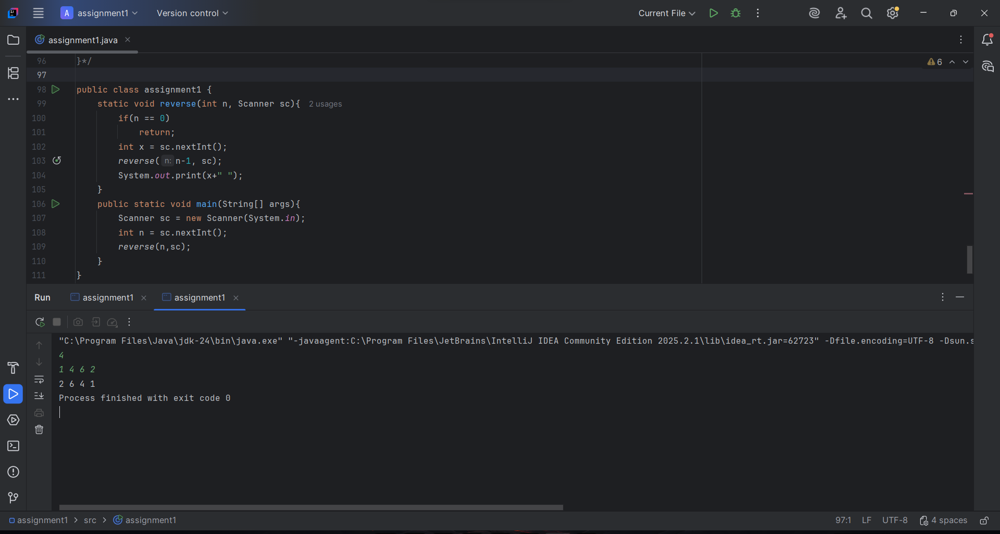 A assignment1 Version control Current File
assignment1.java
96 }*/
6
97
98 public class assignment1 {
99 static void reverse(int n, Scanner sc){ 2 usages
100 if(n == 0)
101 return;
102 int x = sc.nextInt();
103 reverse( n: n-1, sc);
104 System.out.print(x+" ");
105 }
106 public static void main(String[] args){
107 Scanner sc = new Scanner(System.in);
108 int n = sc.nextInt();
109 reverse(n,sc);
110 }
111 }
Run assignment1 assignment1
"C:\Program Files\Java\jdk-24\bin\java.exe" "-javaagent:C:\Program Files\JetBrains\IntelliJ IDEA Community Edition 2025.2.1\lib\idea_rt.jar=62723" -Dfile.encoding=UTF-8 -Dsun.s
4
1 4 6 2
2 6 4 1
Process finished with exit code 0
assignment1 > src > assignment1 97:1 LF UTF-8 4 spaces